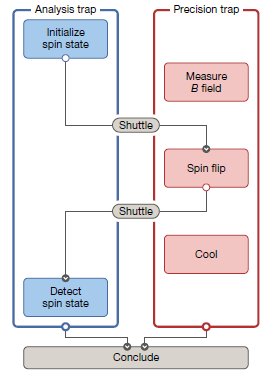 Analysis trap
Precision trap
Initialize
spin state
Measure
B field
Shuttle
Spin flip
Shuttle
Cool
Detect
spin state
Conclude